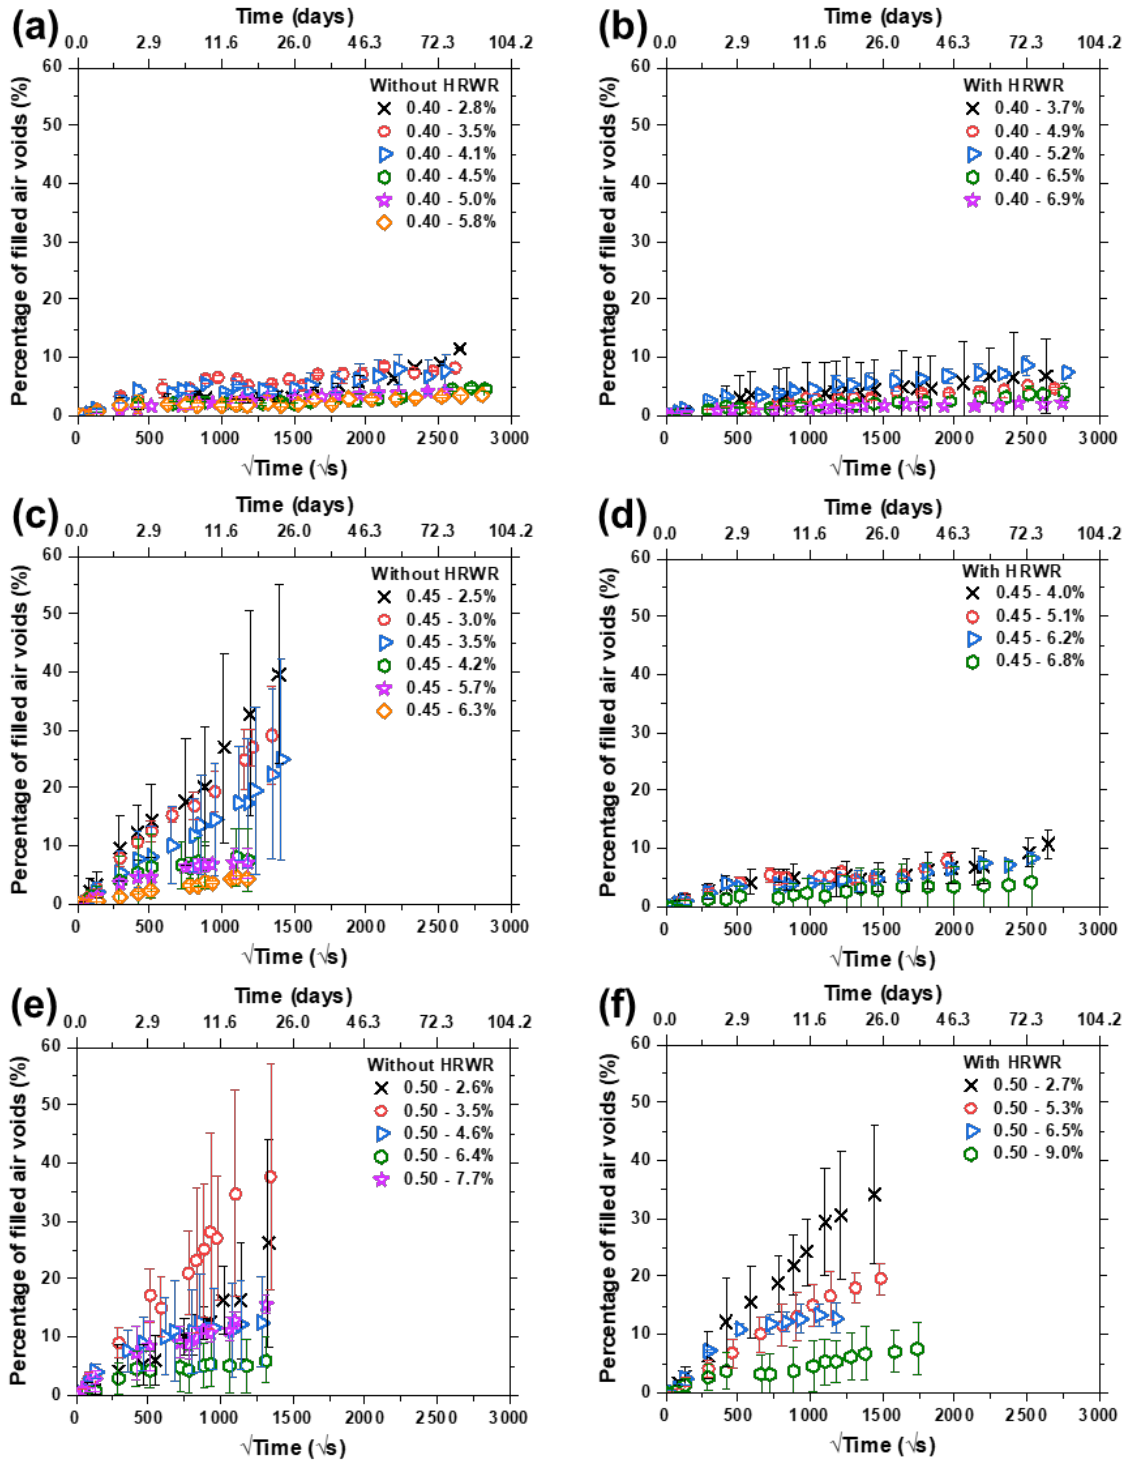 (a)
Time (days)
0.0 2.9 11.6 26.0 46.3 72.3 104.2
Percentage of filled air voids (%)
60
50
40
30
20
10
0
Without HRWR
0.40 - 2.8%
0.40 - 3.5%
0.40 - 4.1%
0.40 - 4.5%
0.40 - 5.0%
0.40 - 5.8%
0 500 1000 1500 2000 2500 3000
√Time (√s)
(b)
Time (days)
0.0 2.9 11.6 26.0 46.3 72.3 104.2
Percentage of filled air voids (%)
60
50
40
30
20
10
0
With HRWR
0.40 - 3.7%
0.40 - 4.9%
0.40 - 5.2%
0.40 - 6.5%
0.40 - 6.9%
0 500 1000 1500 2000 2500 3000
√Time (√s)
(c)
Time (days)
0.0 2.9 11.6 26.0 46.3 72.3 104.2
Percentage of filled air voids (%)
60
50
40
30
20
10
0
Without HRWR
0.45 - 2.5%
0.45 - 3.0%
0.45 - 3.5%
0.45 - 4.2%
0.45 - 5.7%
0.45 - 6.3%
0 500 1000 1500 2000 2500 3000
√Time (√s)
(d)
Time (days)
0.0 2.9 11.6 26.0 46.3 72.3 104.2
Percentage of filled air voids (%)
60
50
40
30
20
10
0
With HRWR
0.45 - 4.0%
0.45 - 5.1%
0.45 - 6.2%
0.45 - 6.8%
0 500 1000 1500 2000 2500 3000
√Time (√s)
(e)
Time (days)
0.0 2.9 11.6 26.0 46.3 72.3 104.2
Percentage of filled air voids (%)
60
50
40
30
20
10
0
Without HRWR
0.50 - 2.6%
0.50 - 3.5%
0.50 - 4.6%
0.50 - 6.4%
0.50 - 7.7%
0 500 1000 1500 2000 2500 3000
√Time (√s)
(f)
Time (days)
0.0 2.9 11.6 26.0 46.3 72.3 104.2
Percentage of filled air voids (%)
60
50
40
30
20
10
0
With HRWR
0.50 - 2.7%
0.50 - 5.3%
0.50 - 6.5%
0.50 - 9.0%
0 500 1000 1500 2000 2500 3000
√Time (√s)